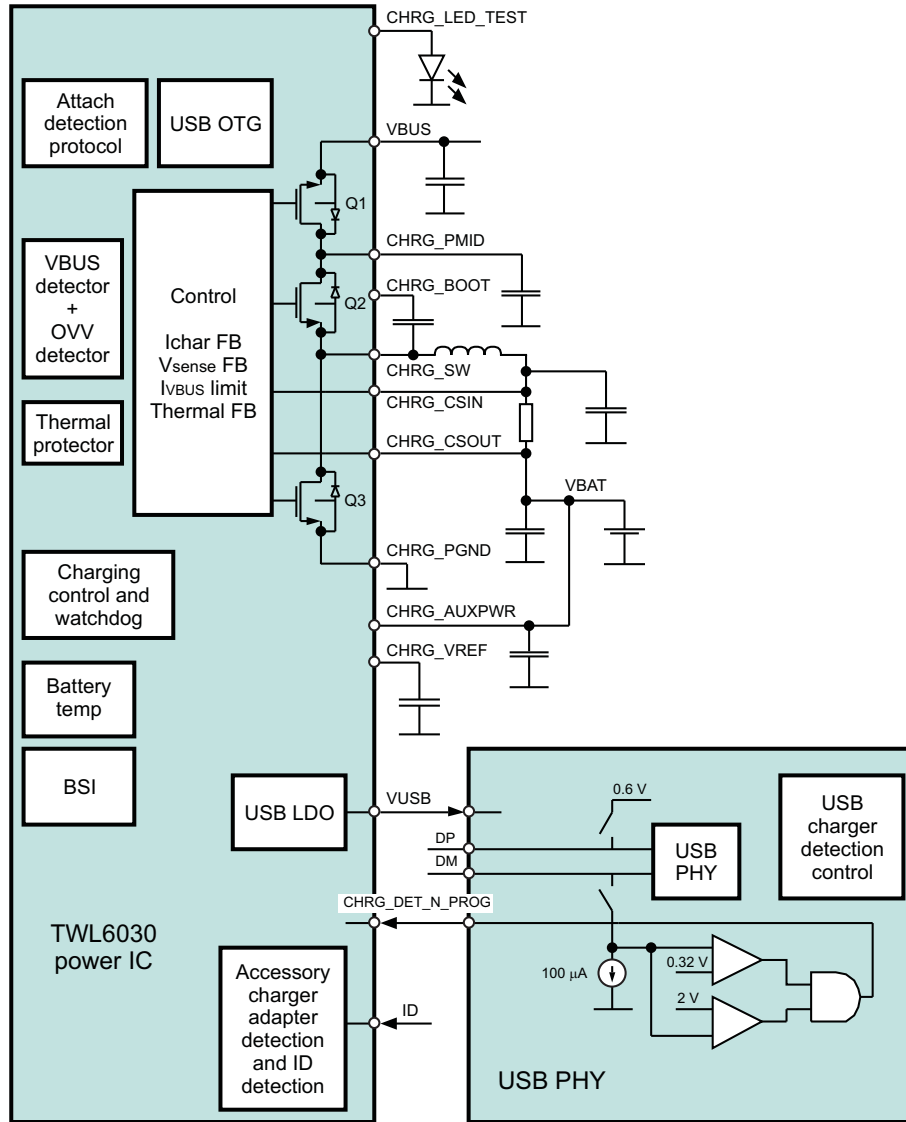 CHRG_LED_TEST
Attach
detection
protocol
USB OTG
VBUS
Q1
CHRG_PMID
VBUS
detector
+
OVV
detector
Control
Ichar FB
Vsense FB
IVBUS limit
Thermal FB
Q2
CHRG_BOOT
CHRG_SW
CHRG_CSIN
Thermal
protector
CHRG_CSOUT
Q3
VBAT
CHRG_PGND
Charging
control and
watchdog
CHRG_AUXPWR
CHRG_VREF
Battery
temp
BSI
USB LDO
VUSB
0.6 V
USB
charger
detection
control
DP
DM
USB
PHY
CHRG_DET_N_PROG
TWL6030
power IC
0.32 V
100 µA
2 V
Accessory
charger
adapter
detection
and ID
detection
ID
USB PHY